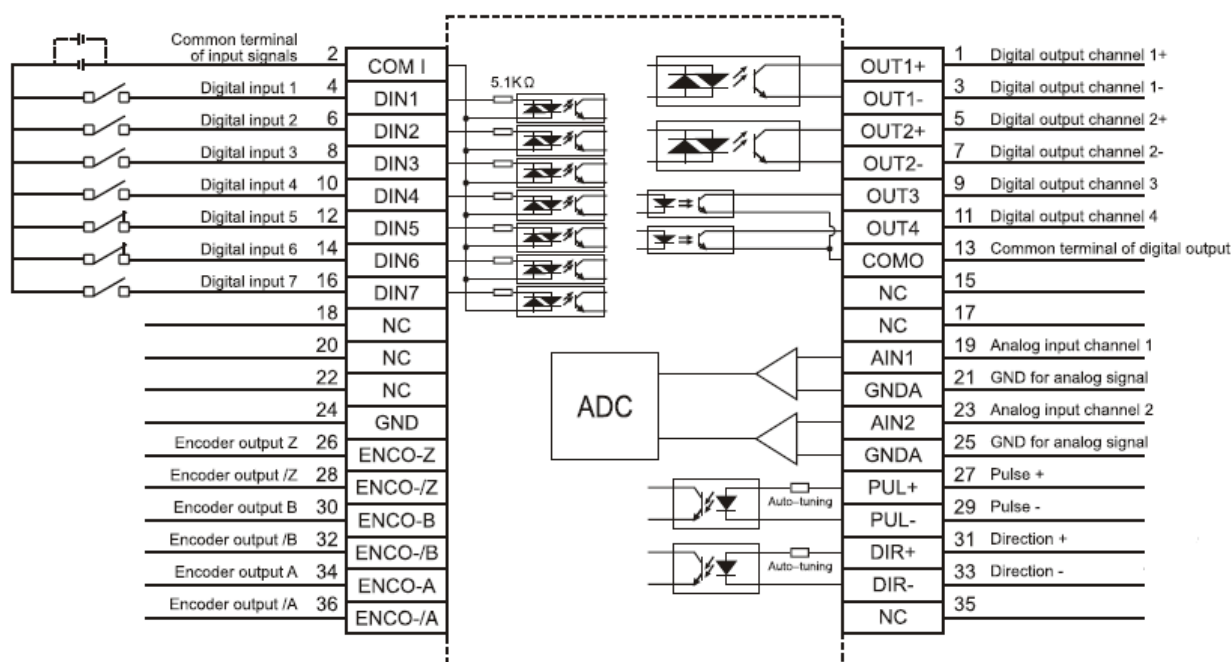 Common terminal
of input signals 2 COM I
Digital input 1 4 DIN1
Digital input 2 6 DIN2
Digital input 3 8 DIN3
Digital input 4 10 DIN4
Digital input 5 12 DIN5
Digital input 6 14 DIN6
Digital input 7 16 DIN7
18 NC
20 NC
22 NC
24 GND
Encoder output Z 26 ENCO-Z
Encoder output /Z 28 ENCO-/Z
Encoder output B 30 ENCO-B
Encoder output /B 32 ENCO-/B
Encoder output A 34 ENCO-A
Encoder output /A 36 ENCO-/A
5.1KΩ
ADC
Auto-tuning
Auto-tuning
OUT1+ 1 Digital output channel 1+
OUT1- 3 Digital output channel 1-
OUT2+ 5 Digital output channel 2+
OUT2- 7 Digital output channel 2-
OUT3 9 Digital output channel 3
OUT4 11 Digital output channel 4
COMO 13 Common terminal of digital output
NC 15
NC 17
AIN1 19 Analog input channel 1
GNDA 21 GND for analog signal
AIN2 23 Analog input channel 2
GNDA 25 GND for analog signal
PUL+ 27 Pulse +
PUL- 29 Pulse -
DIR+ 31 Direction +
DIR- 33 Direction -
NC 35